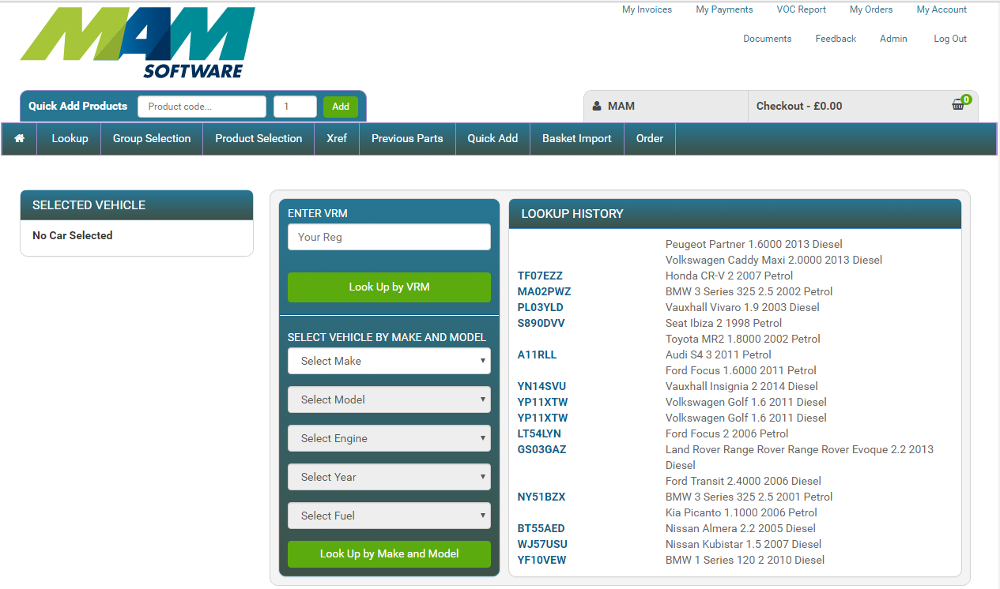 My Invoices My Payments VOC Report My Orders My Account
Documents Feedback Admin Log Out
MAM
SOFTWARE
Quick Add Products Product code... 1 Add
MAM Checkout - £0.00 0
Lookup Group Selection Product Selection Xref Previous Parts Quick Add Basket Import Order
SELECTED VEHICLE
No Car Selected
ENTER VRM
Your Reg
Look Up by VRM
SELECT VEHICLE BY MAKE AND MODEL
Select Make
Select Model
Select Engine
Select Year
Select Fuel
Look Up by Make and Model
LOOKUP HISTORY
Peugeot Partner 1.6000 2013 Diesel
Volkswagen Caddy Maxi 2.0000 2013 Diesel
TF07EZZ Honda CR-V 2 2007 Petrol
MA02PWZ BMW 3 Series 325 2.5 2002 Petrol
PL03YLD Vauxhall Vivaro 1.9 2003 Diesel
S890DVV Seat Ibiza 2 1998 Petrol
Toyota MR2 1.8000 2002 Petrol
A11RLL Audi S4 3 2011 Petrol
Ford Focus 1.6000 2011 Petrol
YN14SVU Vauxhall Insignia 2 2014 Diesel
YP11XTW Volkswagen Golf 1.6 2011 Diesel
YP11XTW Volkswagen Golf 1.6 2011 Diesel
LT54LYN Ford Focus 2 2006 Petrol
GS03GAZ Land Rover Range Rover Range Rover Evoque 2.2 2013
Diesel
Ford Transit 2.4000 2006 Diesel
NY51BZX BMW 3 Series 325 2.5 2001 Petrol
Kia Picanto 1.1000 2006 Petrol
BT55AED Nissan Almera 2.2 2005 Diesel
WJ57USU Nissan Kubistar 1.5 2007 Diesel
YF10VEW BMW 1 Series 120 2 2010 Diesel